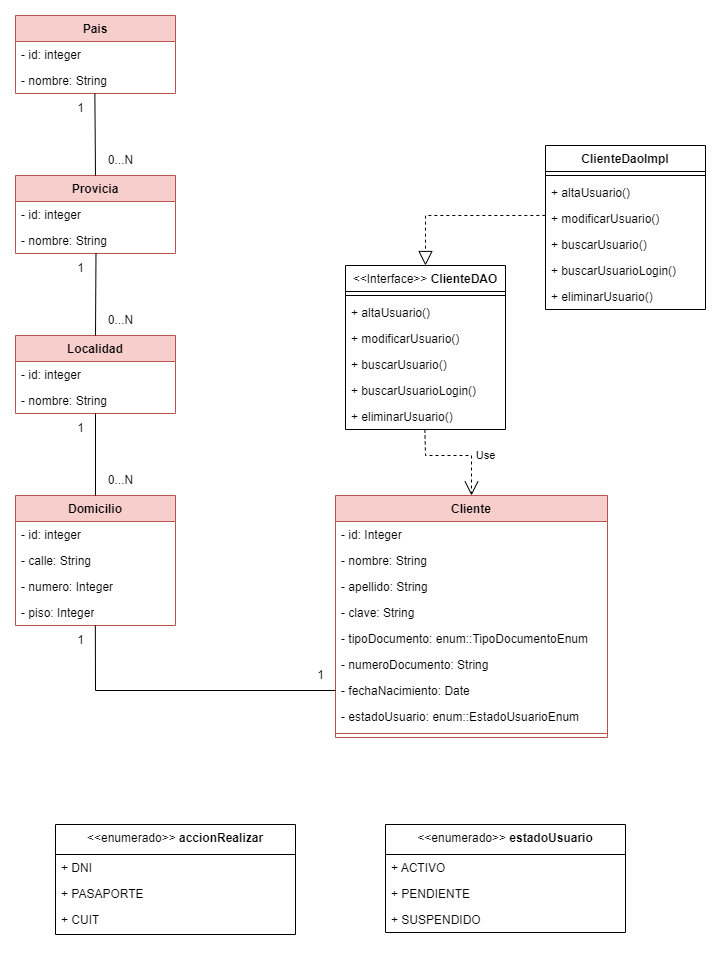 Pais
- id: integer
- nombre: String
1
0...N
Provicia
- id: integer
- nombre: String
1
0...N
Localidad
- id: integer
- nombre: String
1
0...N
Domicilio
- id: integer
- calle: String
- numero: Integer
- piso: Integer
1
1
ClienteDaoImpl
+ altaUsuario()
+ modificarUsuario()
+ buscarUsuario()
+ buscarUsuarioLogin()
+ eliminarUsuario()
<<Interface>> ClienteDAO
+ altaUsuario()
+ modificarUsuario()
+ buscarUsuario()
+ buscarUsuarioLogin()
+ eliminarUsuario()
Use
Cliente
- id: Integer
- nombre: String
- apellido: String
- clave: String
- tipoDocumento: enum::TipoDocumentoEnum
- numeroDocumento: String
- fechaNacimiento: Date
- estadoUsuario: enum::EstadoUsuarioEnum
<<enumerado>> accionRealizar
+ DNI
+ PASAPORTE
+ CUIT
<<enumerado>> estadoUsuario
+ ACTIVO
+ PENDIENTE
+ SUSPENDIDO